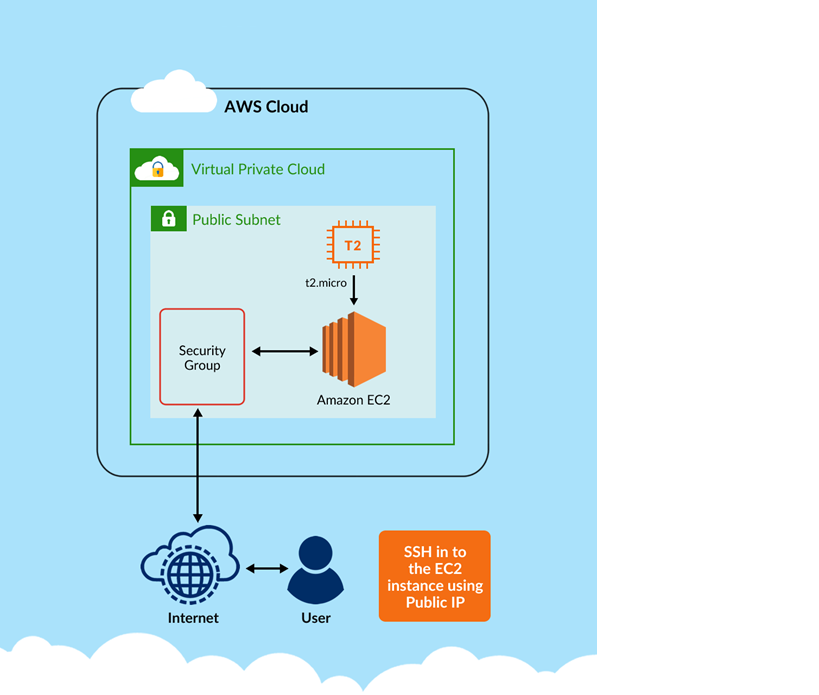 AWS Cloud
Virtual Private Cloud
Public Subnet
T2
t2.micro
Security
Group
Amazon EC2
Internet
User
SSH in to
the EC2
instance using
Public IP